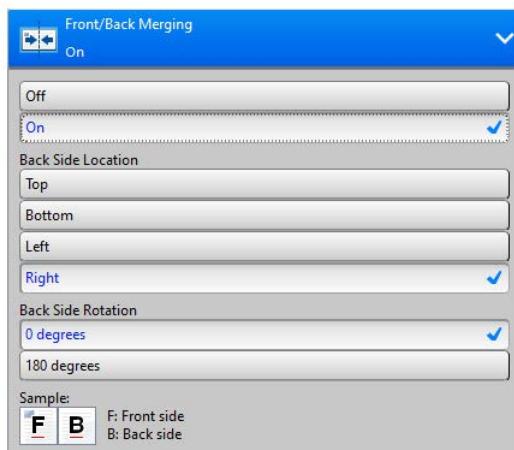 Front/Back Merging
On
Off
On
Back Side Location
Top
Bottom
Left
Right
Back Side Rotation
0 degrees
180 degrees
Sample:
F B
F: Front side
B: Back side